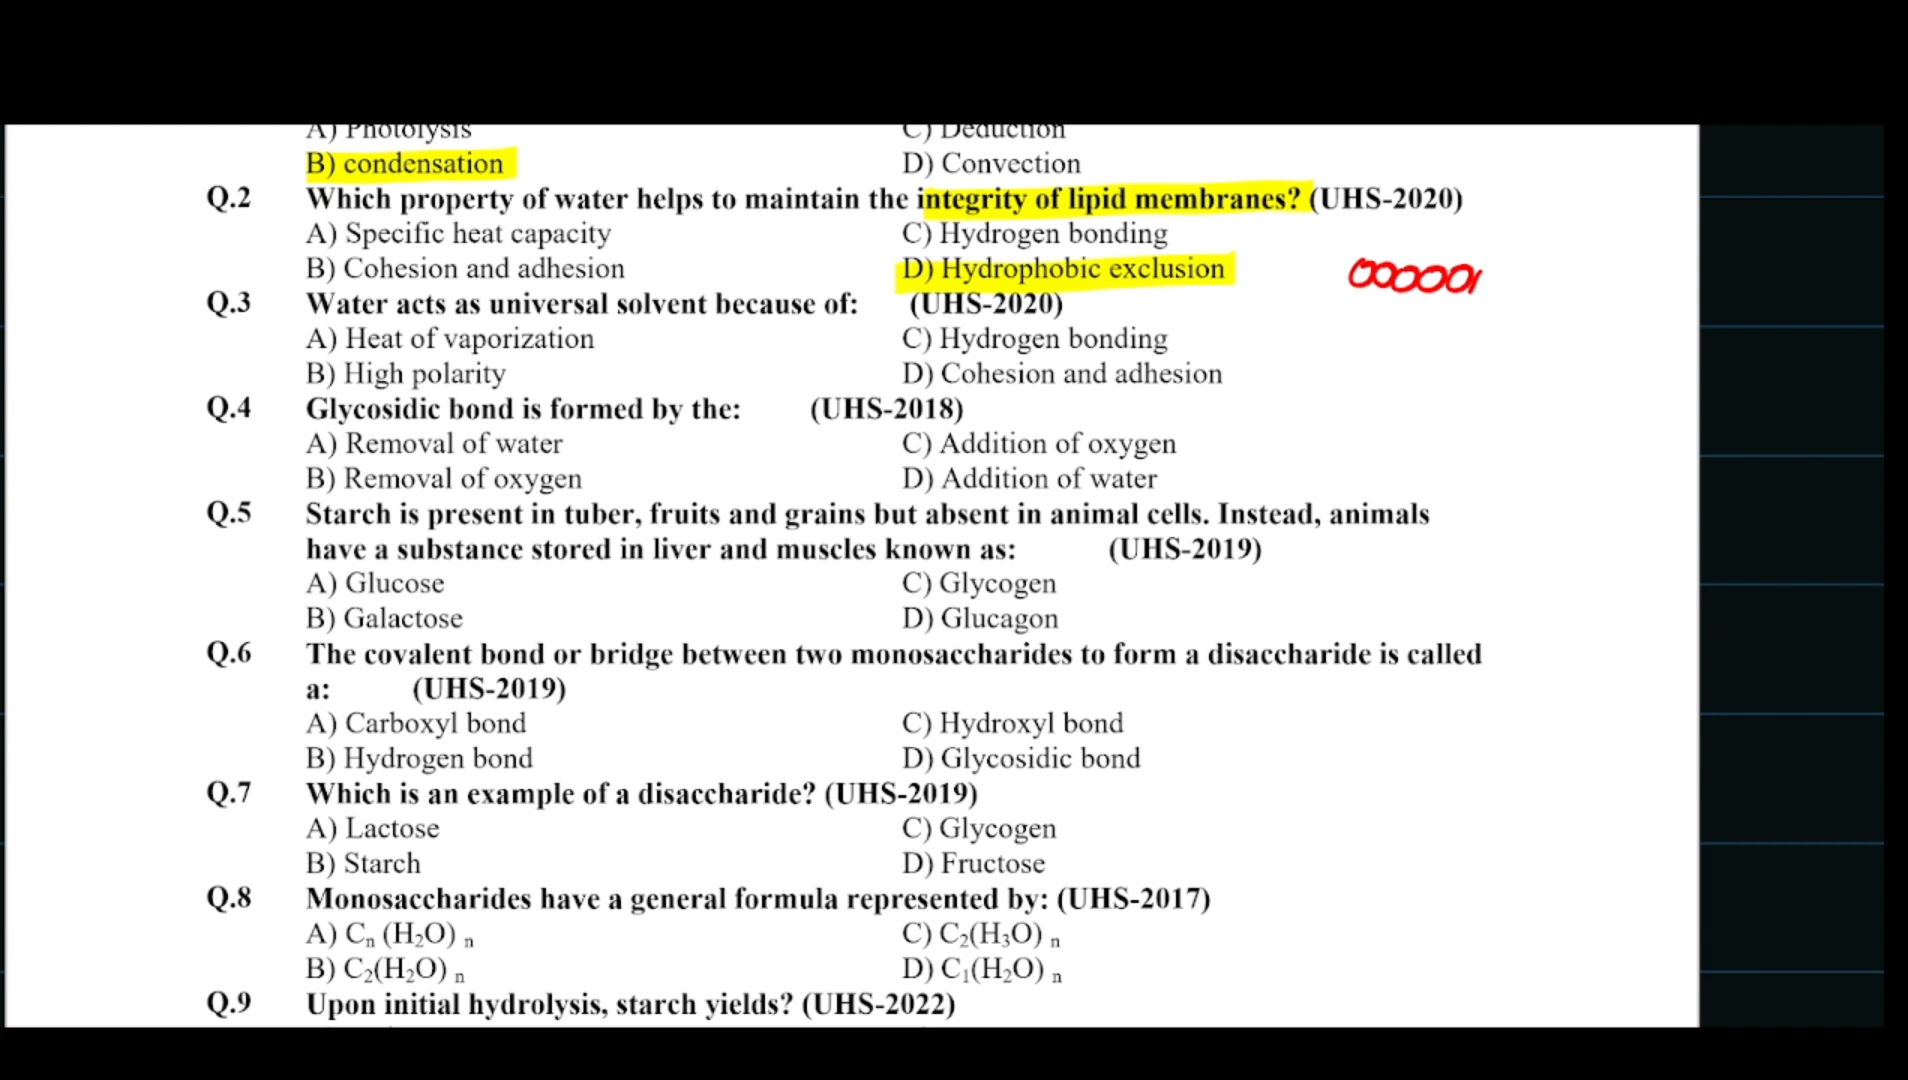 A) Photolysis C) Deduction
B) condensation D) Convection
Q.2 Which property of water helps to maintain the integrity of lipid membranes? (UHS-2020)
A) Specific heat capacity C) Hydrogen bonding
B) Cohesion and adhesion D) Hydrophobic exclusion
Q.3 Water acts as universal solvent because of: (UHS-2020)
A) Heat of vaporization C) Hydrogen bonding
B) High polarity D) Cohesion and adhesion
Q.4 Glycosidic bond is formed by the: (UHS-2018)
A) Removal of water C) Addition of oxygen
B) Removal of oxygen D) Addition of water
Q.5 Starch is present in tuber, fruits and grains but absent in animal cells. Instead, animals
have a substance stored in liver and muscles known as: (UHS-2019)
A) Glucose C) Glycogen
B) Galactose D) Glucagon
Q.6 The covalent bond or bridge between two monosaccharides to form a disaccharide is called
a: (UHS-2019)
A) Carboxyl bond C) Hydroxyl bond
B) Hydrogen bond D) Glycosidic bond
Q.7 Which is an example of a disaccharide? (UHS-2019)
A) Lactose C) Glycogen
B) Starch D) Fructose
Q.8 Monosaccharides have a general formula represented by: (UHS-2017)
A) Cₙ (H₂O) ₙ C) C₂(H₃O) ₙ
B) C₂(H₂O) ₙ D) C₁(H₂O) ₙ
Q.9 Upon initial hydrolysis, starch yields? (UHS-2022)